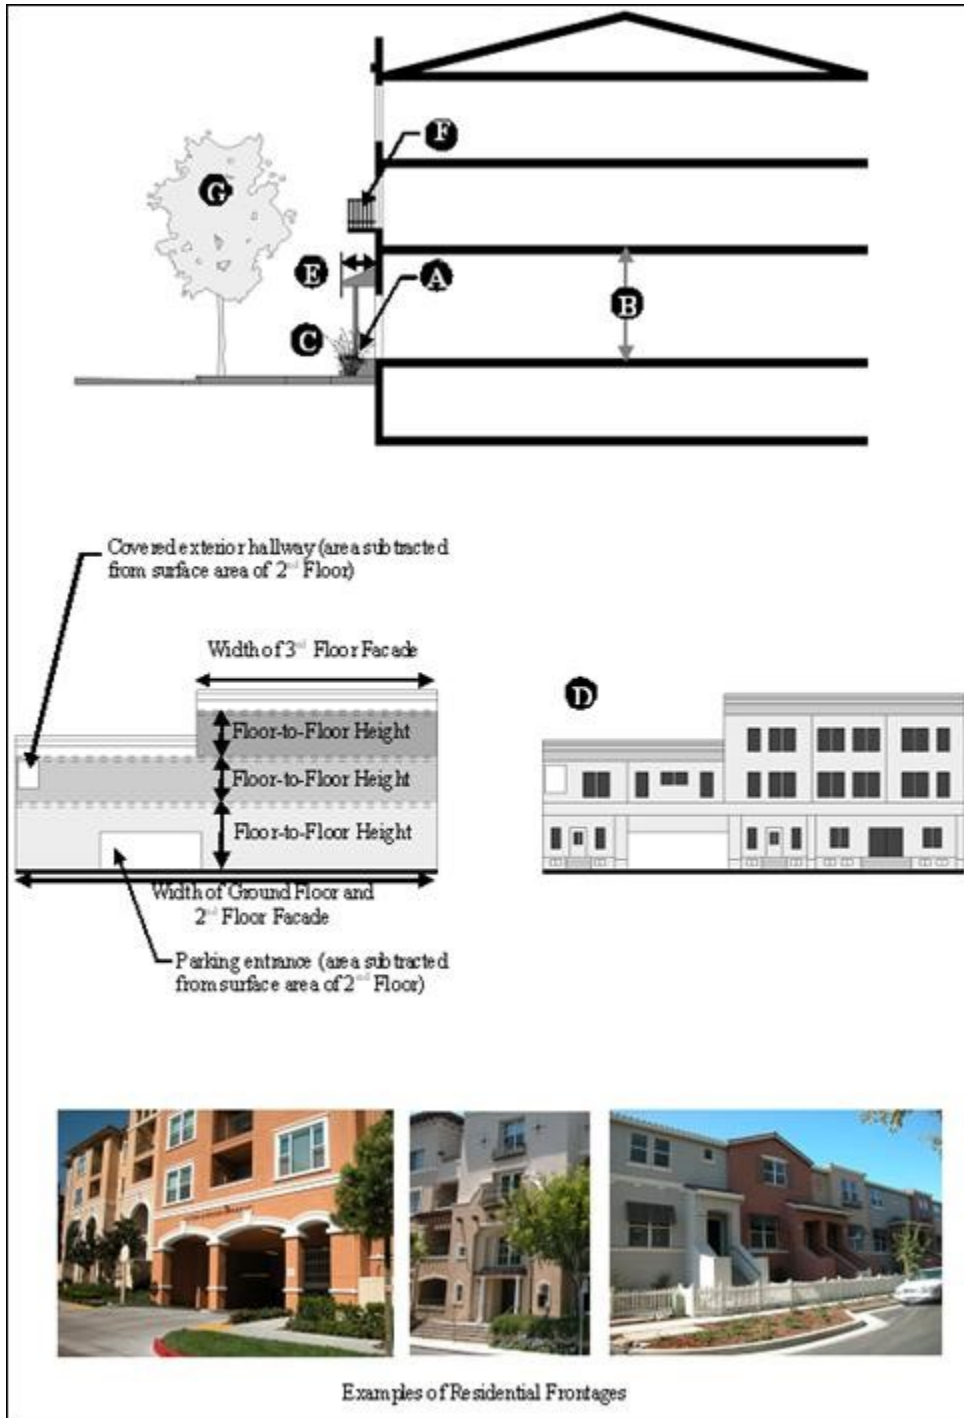 F
G
E
A
B
C
Covered exterior hallway (area subtracted
from surface area of 2nd Floor)
Width of 3rd Floor Facade
D
Floor-to-Floor Height
Floor-to-Floor Height
Floor-to-Floor Height
Width of Ground Floor and
2nd Floor Facade
Parking entrance (area subtracted
from surface area of 2nd Floor)
Examples of Residential Frontages